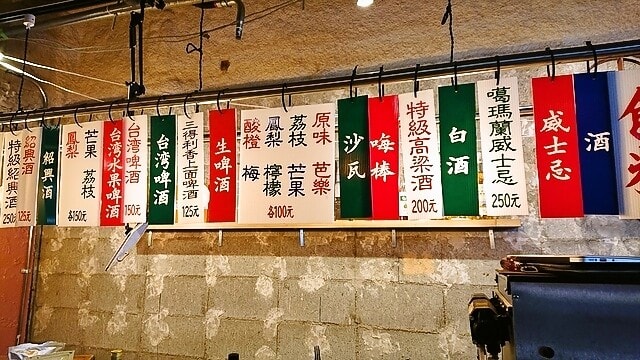 酒
威士忌
噶瑪蘭威士忌
250元
白酒
特級高粱酒
200元
嗨棒
沙瓦
原味 芭樂
荔枝 芒果
鳳梨 檸檬
酸橙 梅
各100元
生啤酒
三得利香上面啤酒
125元
台湾啤酒
台湾啤酒
150元
台湾水果啤酒
芒果 荔枝
鳳梨
各150元
紹興酒
紹興酒
125元
特級紹興酒
250元